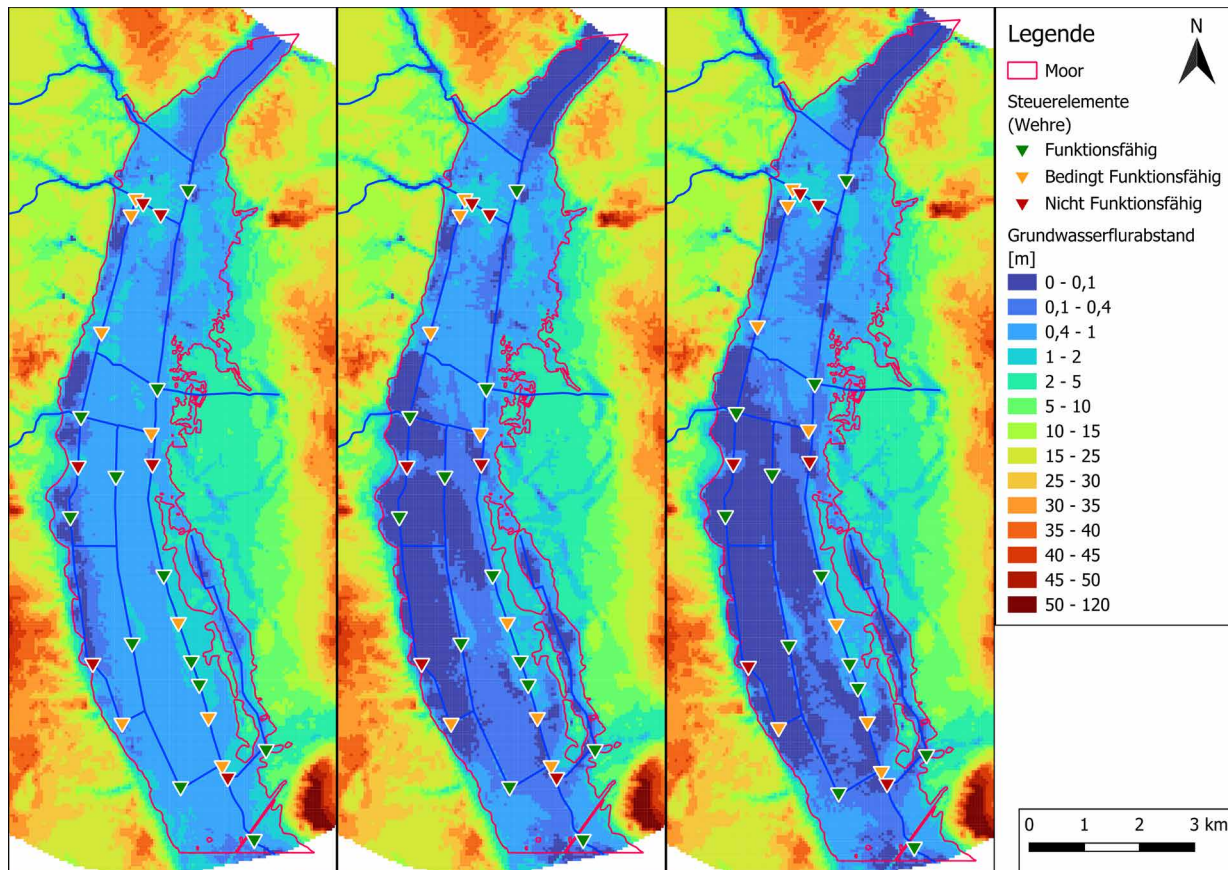 Legende
N
Moor
Steuerelemente
(Wehre)
Funktionsfähig
Bedingt Funktionsfähig
Nicht Funktionsfähig
Grundwasserflurabstand
[m]
0 - 0,1
0,1 - 0,4
0,4 - 1
1 - 2
2 - 5
5 - 10
10 - 15
15 - 25
25 - 30
30 - 35
35 - 40
40 - 45
45 - 50
50 - 120
0 1 2 3 km